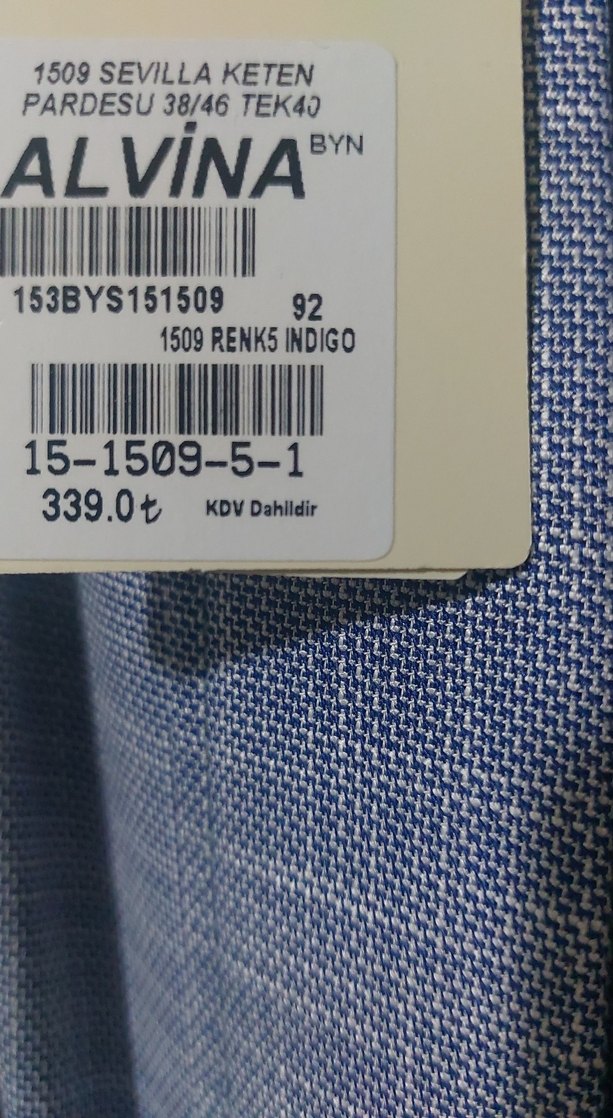 1509 SEVILLA KETEN
PARDESU 38/46 TEK40
ALVİNA BYN
153BYS151509 92
1509 RENK5 INDIGO
15-1509-5-1
339.0₺ KDV Dahildir